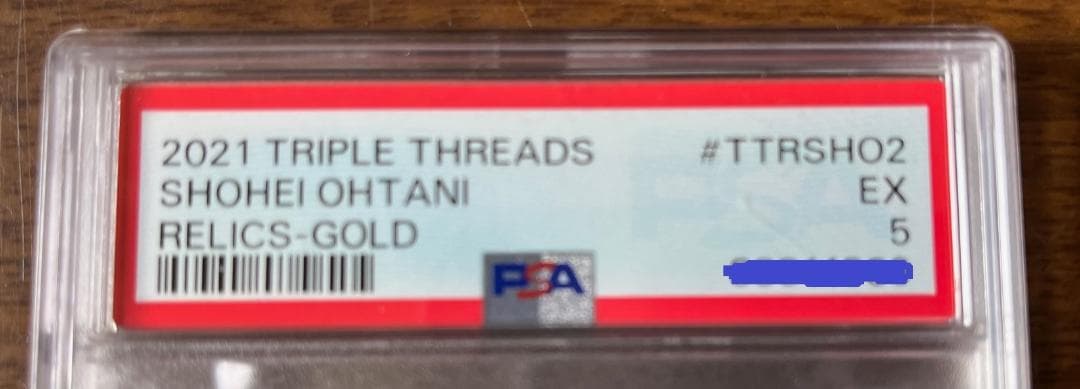 2021 TRIPLE THREADS #TTRSHO2
SHOHEI OHTANI EX
RELICS-GOLD 5
PSA